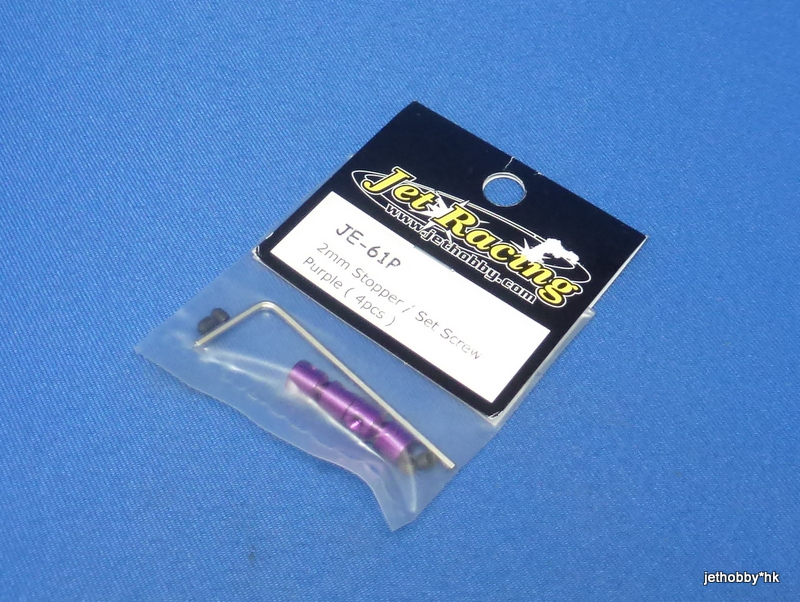 Jet Racing
www.jethobby.com
JE-61P
2mm Stopper / Set Screw
Purple ( 4pcs )
jethobby*hk